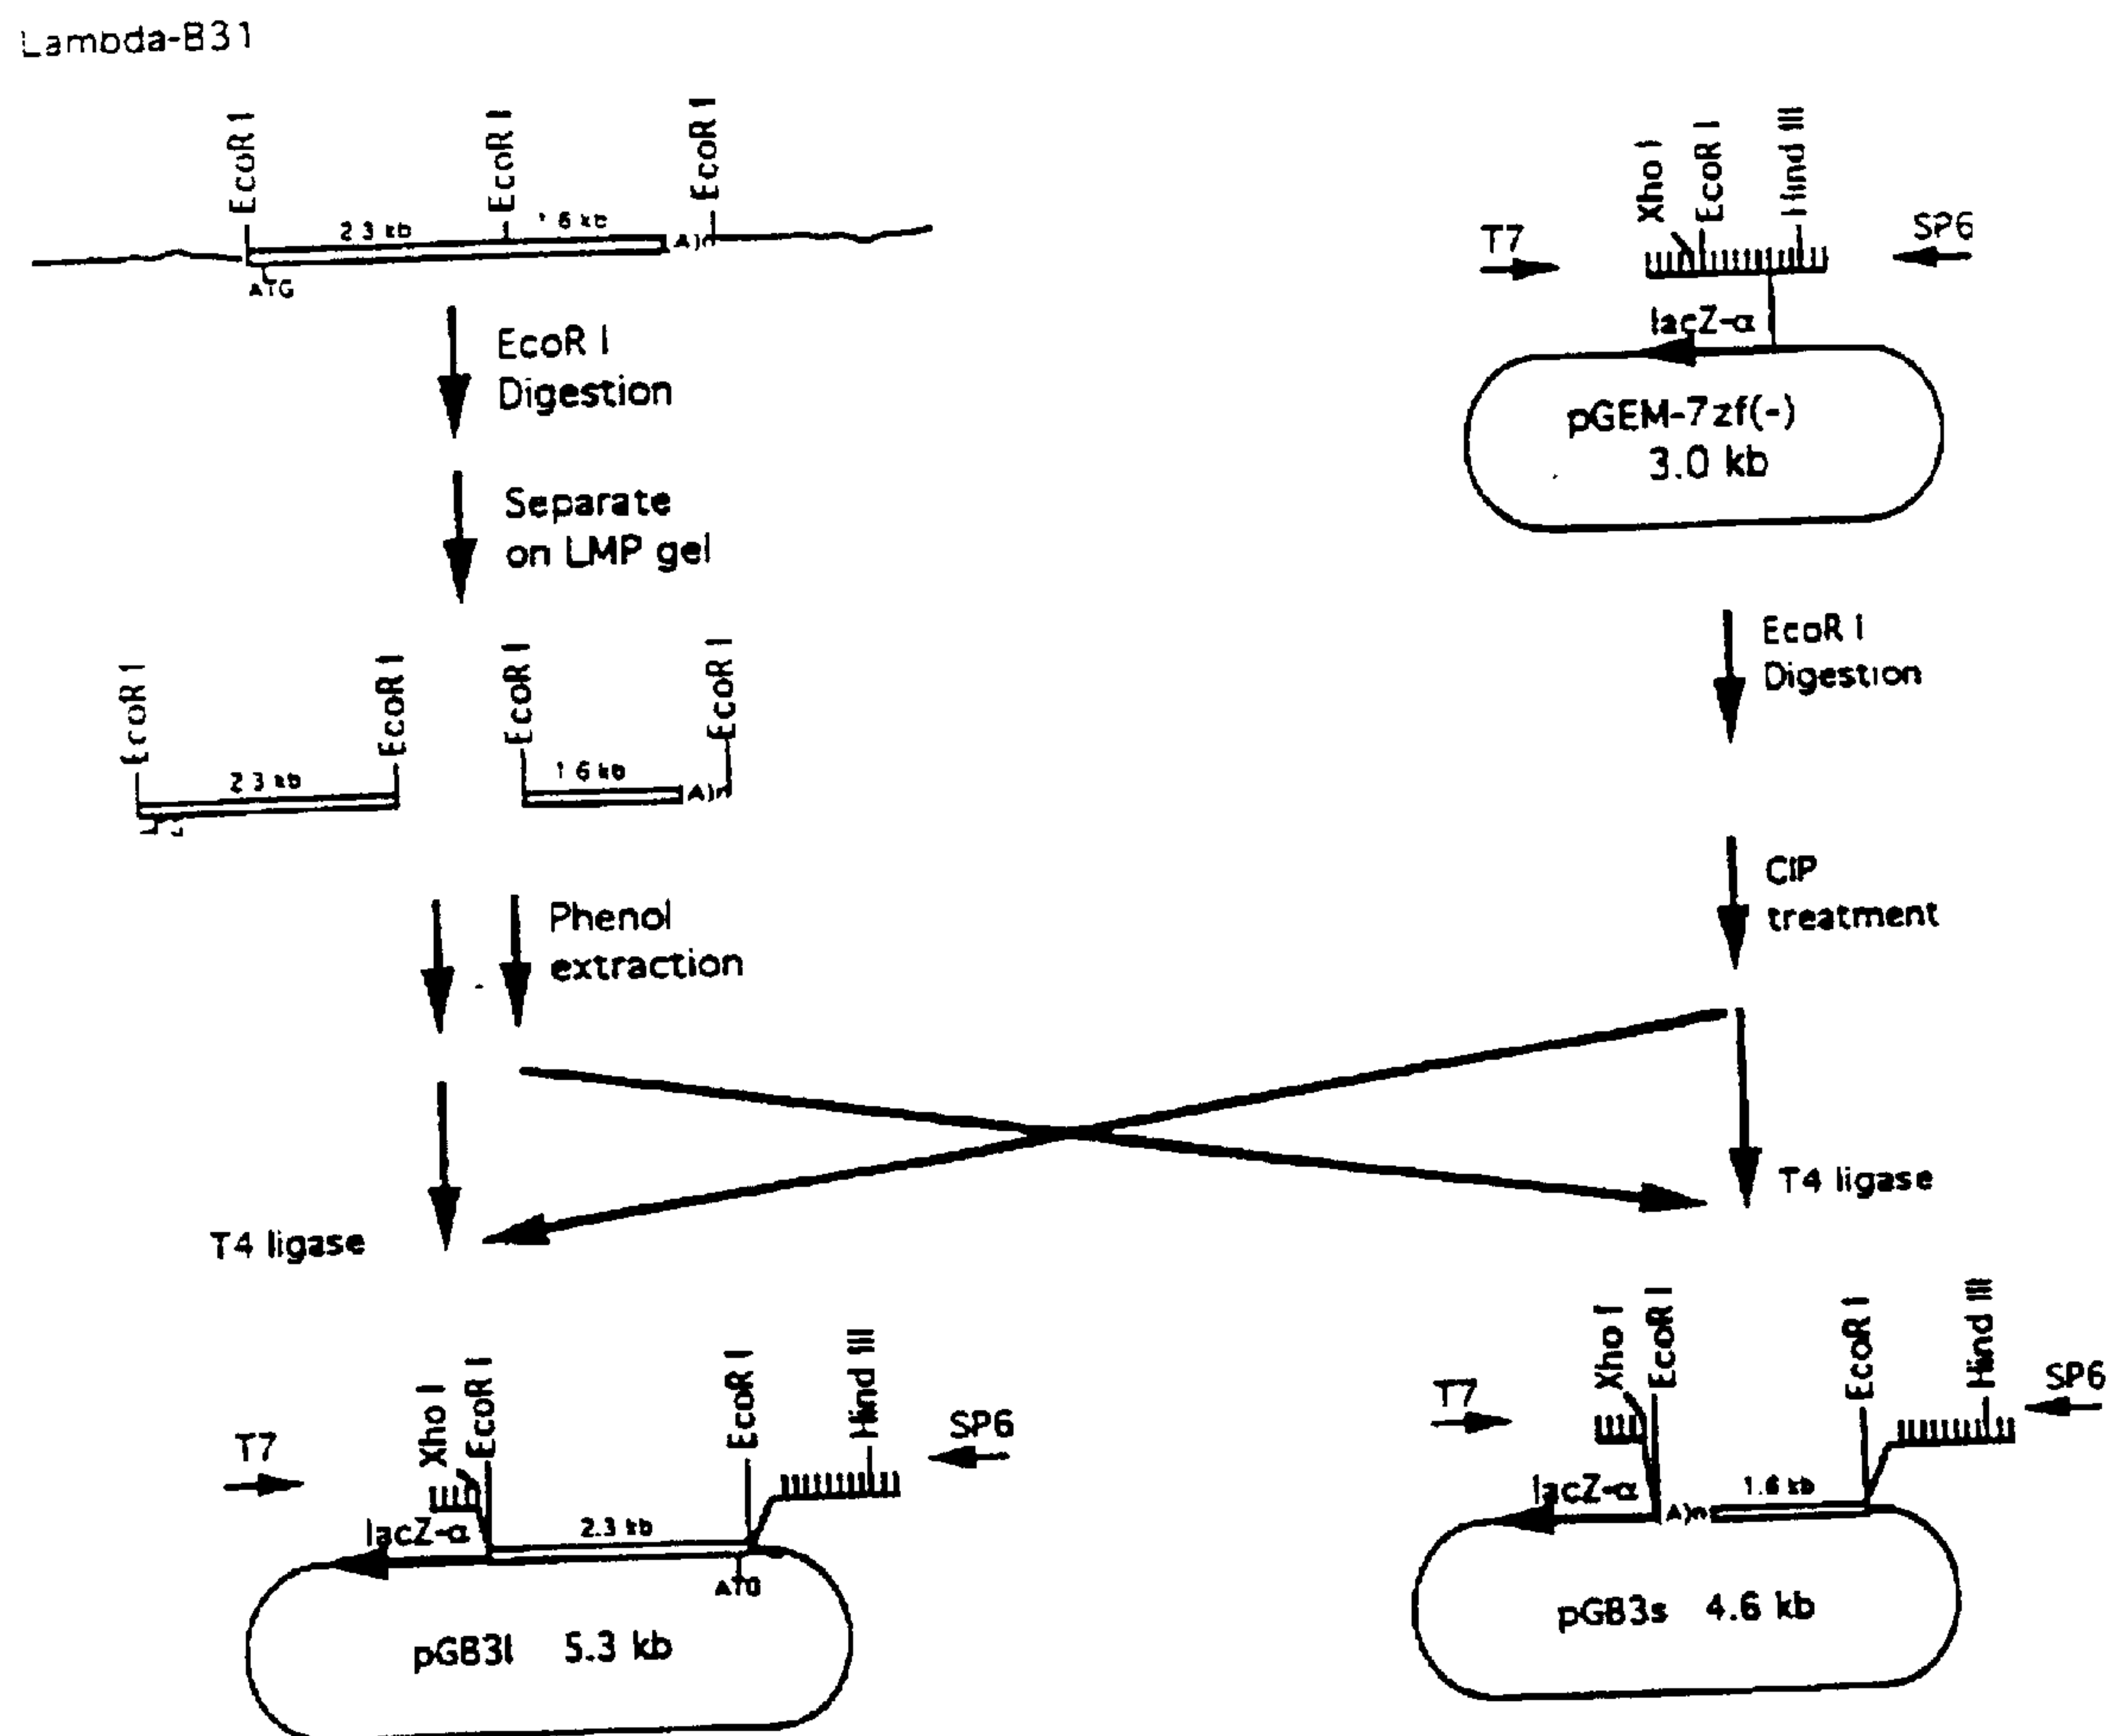 Lamoda-B31
EcoR I
EcoR I
EcoR I
2.3 kb
1.6 kb
A)n
ATG
EcoR I
Digestion
Separate
on LMP gel
EcoR I
EcoR I
EcoR I
EcoR I
2.3 kb
1.6 kb
A)n
Phenol
extraction
T4 ligase
Xho I
EcoR I
Hind III
T7
SP6
lacZ-α
pGEM-7zf(-)
3.0 kb
EcoR I
Digestion
CIP
treatment
T4 ligase
Xho I
EcoR I
EcoR I
Hind III
T7
SP6
lacZ-α
2.3 kb
ATG
pGB3l 5.3 kb
Xho I
EcoR I
EcoR I
Hind III
T7
SP6
lacZ-α
A)n
1.6 kb
pGB3s 4.6 kb